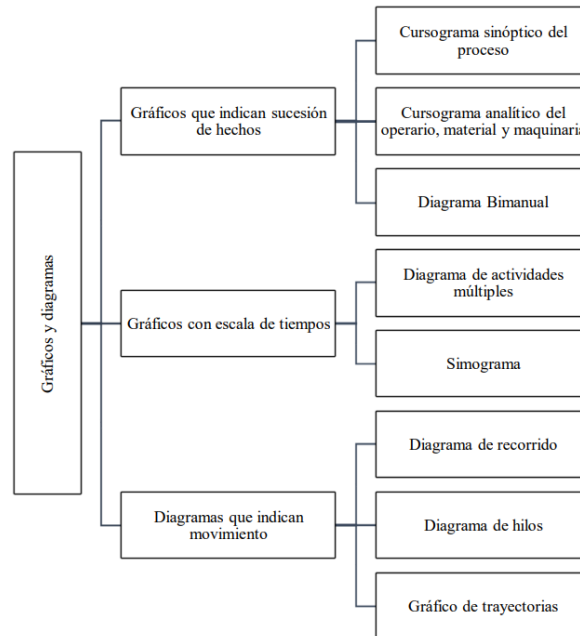 Gráficos y diagramas
Gráficos que indican sucesión
de hechos
Cursograma sinóptico del
proceso
Cursograma analítico del
operario, material y maquinaria
Diagrama Bimanual
Gráficos con escala de tiempos
Diagrama de actividades
múltiples
Simograma
Diagramas que indican
movimiento
Diagrama de recorrido
Diagrama de hilos
Gráfico de trayectorias